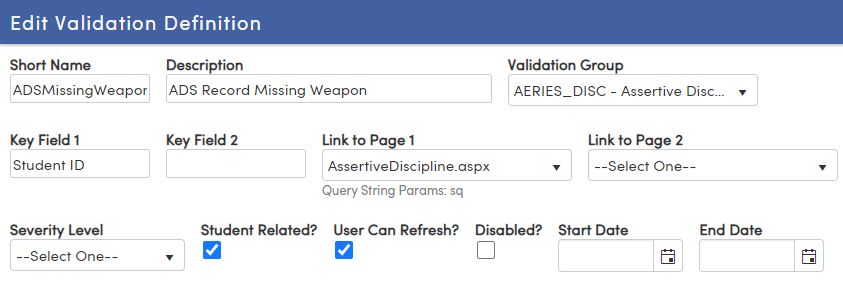 Edit Validation Definition
Short Name Description Validation Group
ADSMissingWeapon ADS Record Missing Weapon AERIES_DISC - Assertive Disc...
Key Field 1 Key Field 2 Link to Page 1 Link to Page 2
Student ID AssertiveDiscipline.aspx --Select One--
Query String Params: sq
Severity Level Student Related? User Can Refresh? Disabled? Start Date End Date
--Select One--